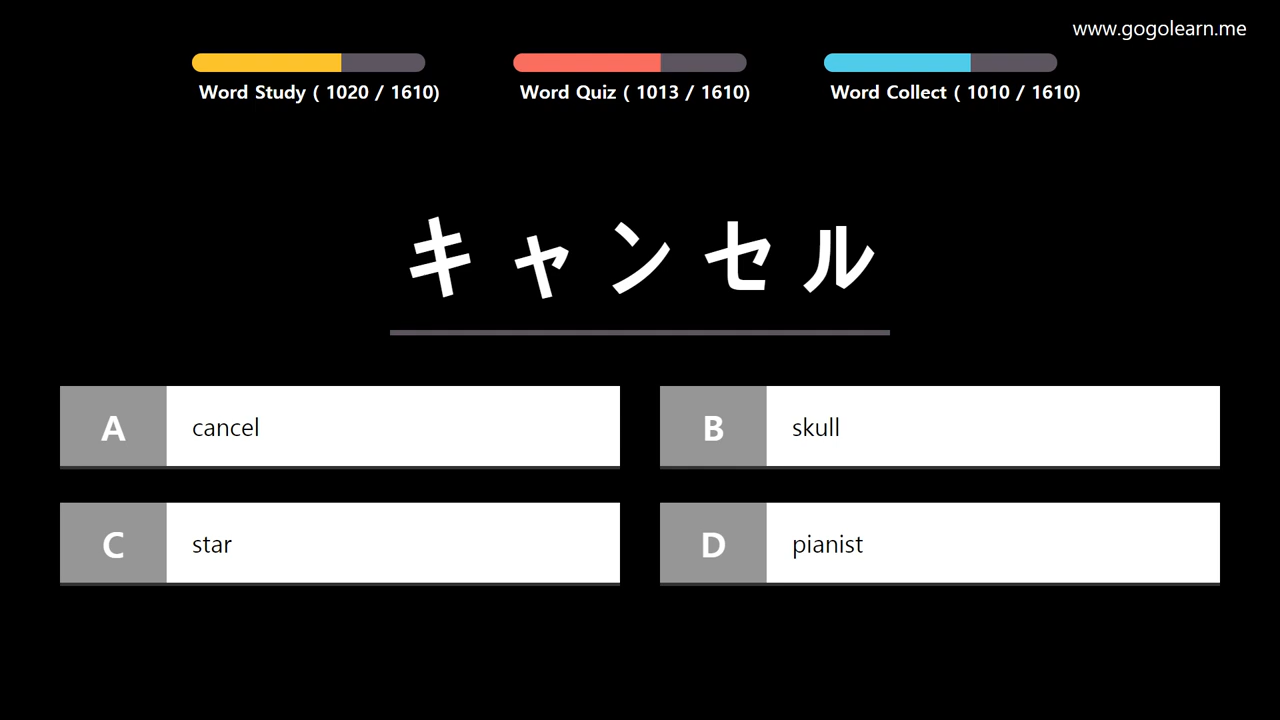 www.gogolearn.me
Word Study ( 1020 / 1610)
Word Quiz ( 1013 / 1610)
Word Collect ( 1010 / 1610)
キャンセル
A cancel
B skull
C star
D pianist